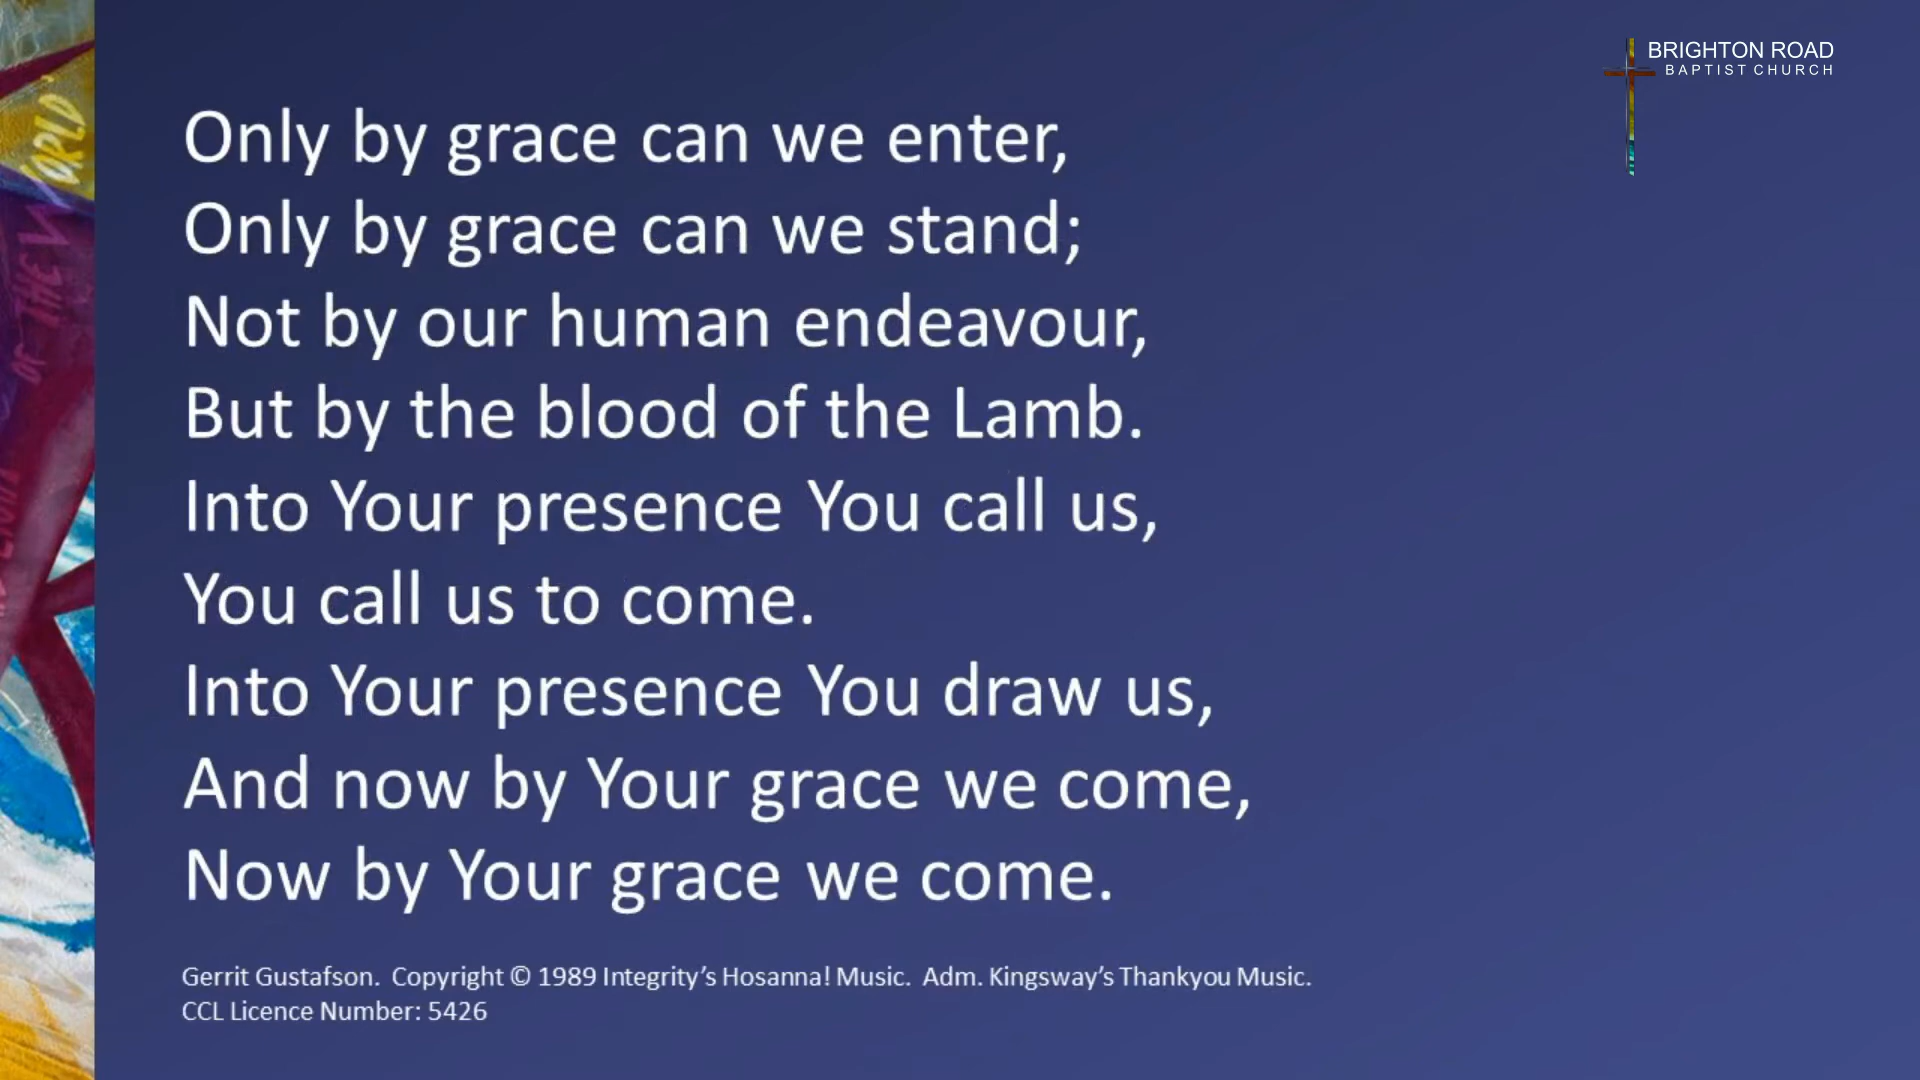 BRIGHTON ROAD
BAPTIST CHURCH
ORLD
OF THE
Only by grace can we enter,
Only by grace can we stand;
Not by our human endeavour,
But by the blood of the Lamb.
Into Your presence You call us,
You call us to come.
Into Your presence You draw us,
And now by Your grace we come,
Now by Your grace we come.
Gerrit Gustafson.  Copyright © 1989 Integrity’s Hosanna! Music.  Adm. Kingsway’s Thankyou Music.
CCL Licence Number: 5426